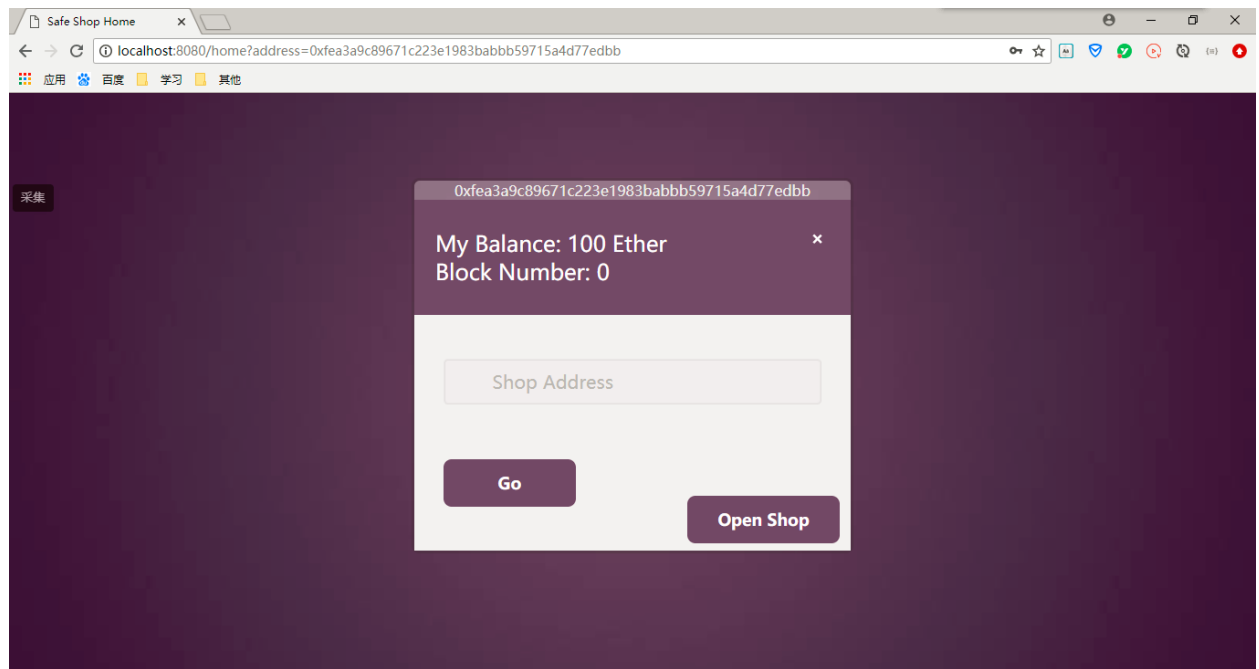 Safe Shop Home
localhost:8080/home?address=0xfea3a9c89671c223e1983babbb59715a4d77edbb
应用 百度 学习 其他
采集
0xfea3a9c89671c223e1983babbb59715a4d77edbb
My Balance: 100 Ether
Block Number: 0
Shop Address
Go
Open Shop